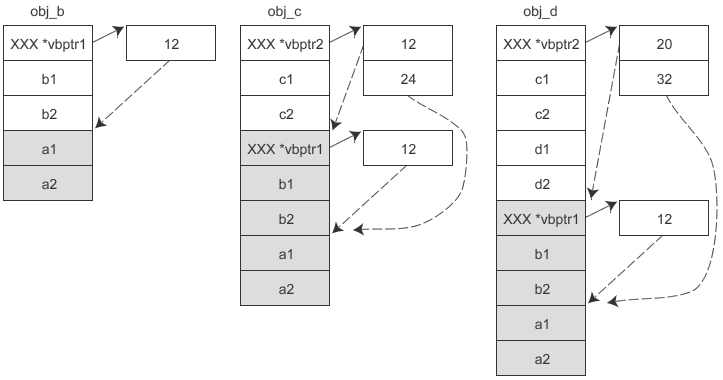 obj_b
XXX *vbptr1
12
b1
b2
a1
a2
obj_c
XXX *vbptr2
12
c1
24
c2
XXX *vbptr1
12
b1
b2
a1
a2
obj_d
XXX *vbptr2
20
c1
32
c2
d1
d2
XXX *vbptr1
12
b1
b2
a1
a2